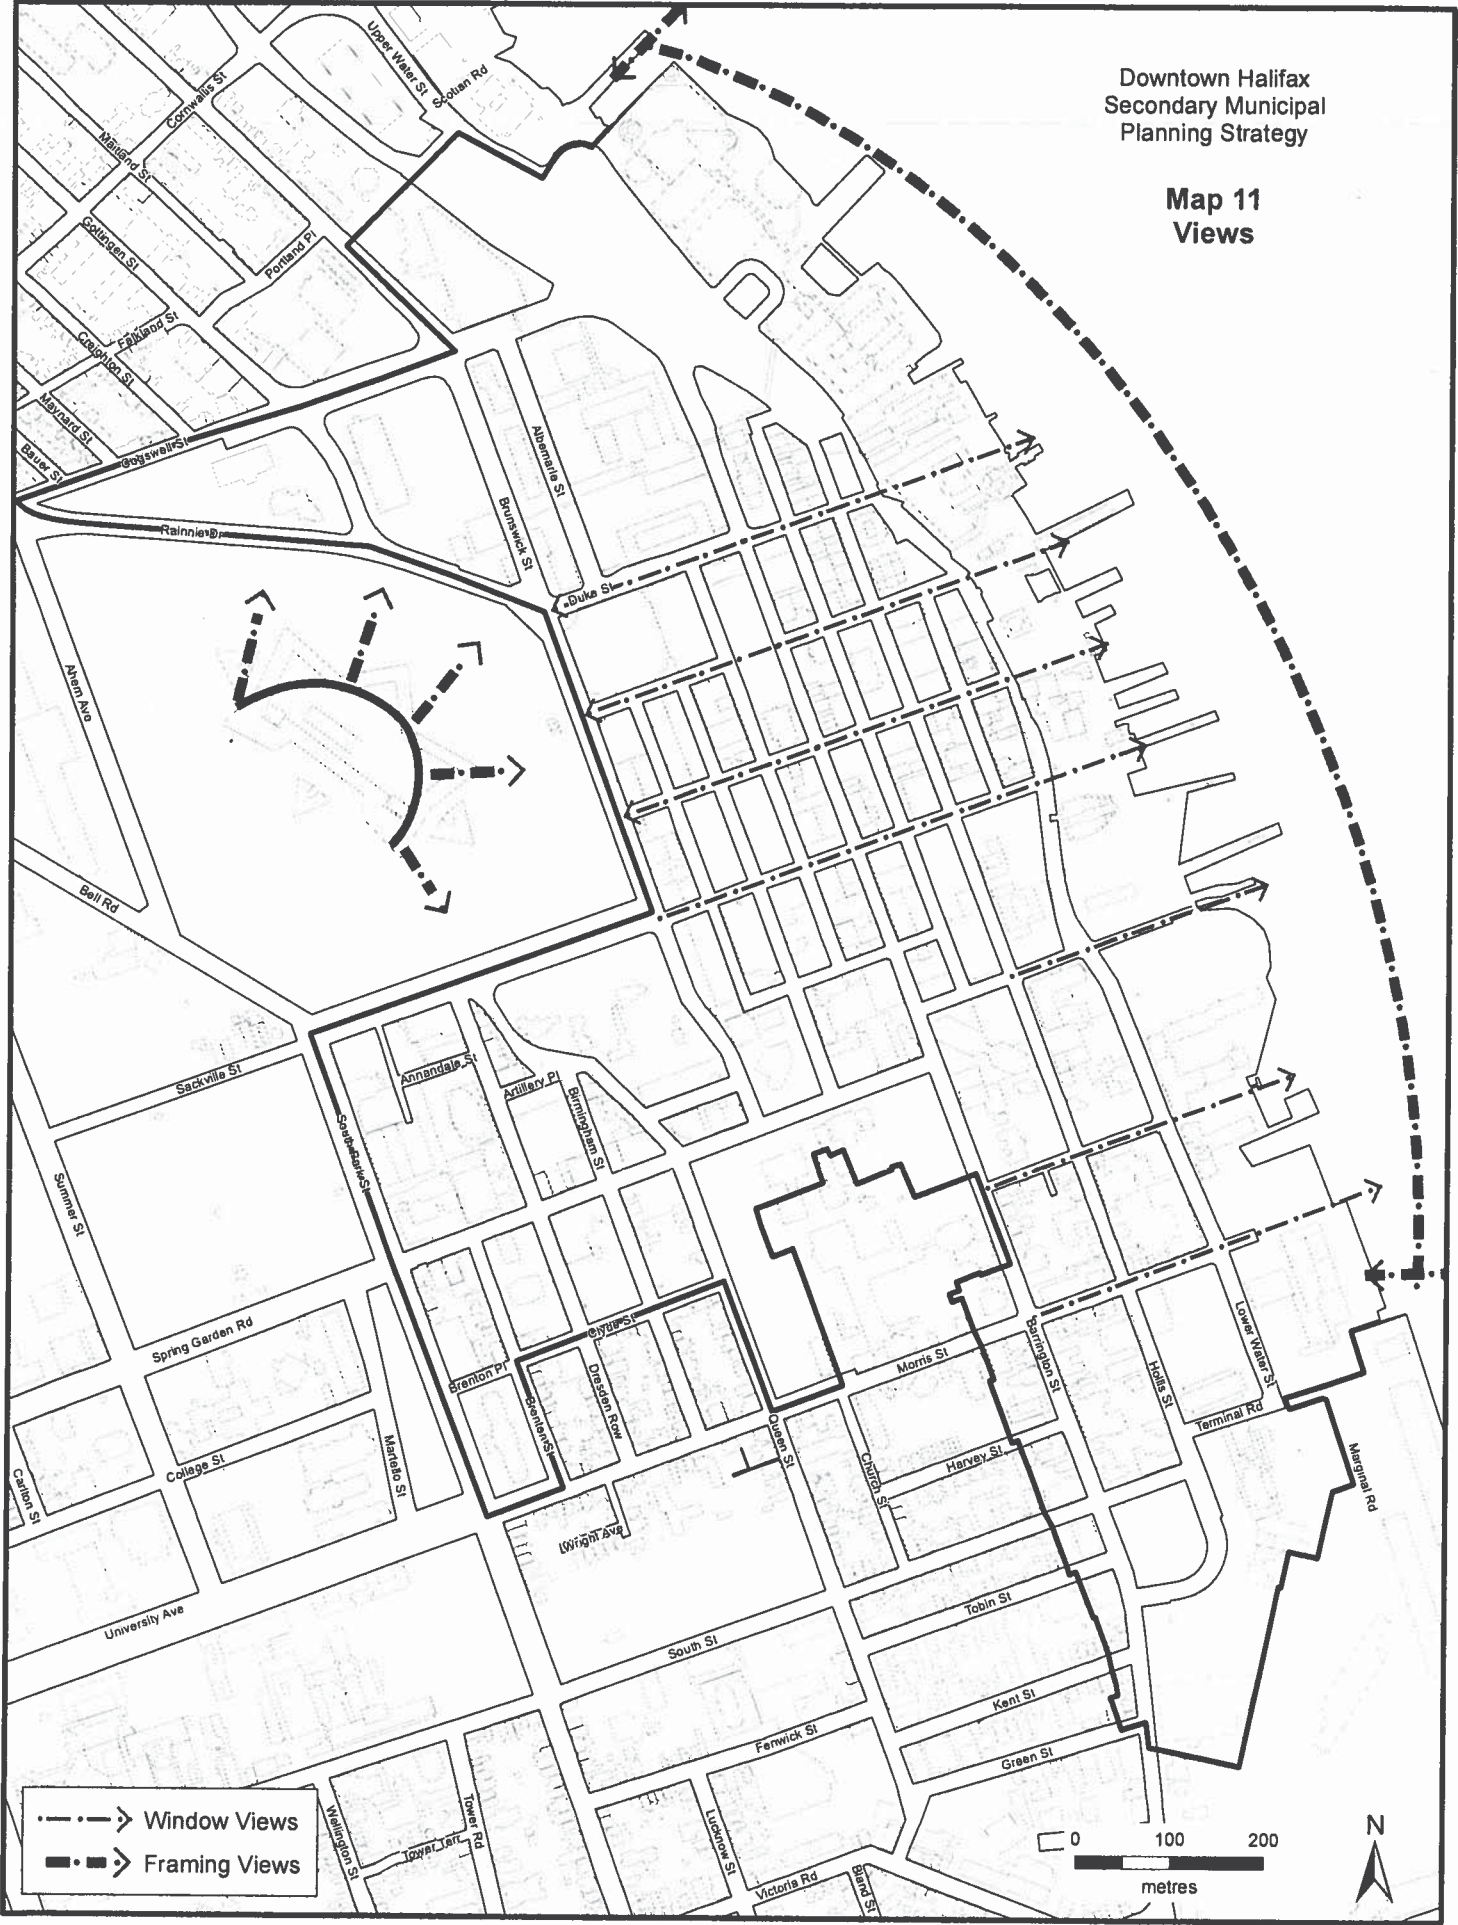 Downtown Halifax
Secondary Municipal
Planning Strategy
Map 11
Views
Upper Water St
Scotian Rd
Cornwallis St
Maitland St
Gottingen St
Portland Pl
Falkland St
Creighton St
Maynard St
Bauer St
Cogswell St
Rainnie Dr
Albemarle St
Brunswick St
Duke St
Ahern Ave
Bell Rd
Sackville St
Annandale St
Artillery Pl
Birmingham St
South Park St
Summer St
Spring Garden Rd
Clyde St
Brenton Pl
Dresden Row
Brenton St
Morris St
Barrington St
Lower Water St
Hollis St
Queen St
Terminal Rd
College St
Martello St
Carlton St
Church St
Harvey St
Marginal Rd
Wright Ave
University Ave
Tobin St
South St
Kent St
Fenwick St
Green St
Wellington St
Tower Rd
Tower Terr
Lucknow St
Victoria Rd
Bland St
Window Views
Framing Views
0 100 200
metres
N